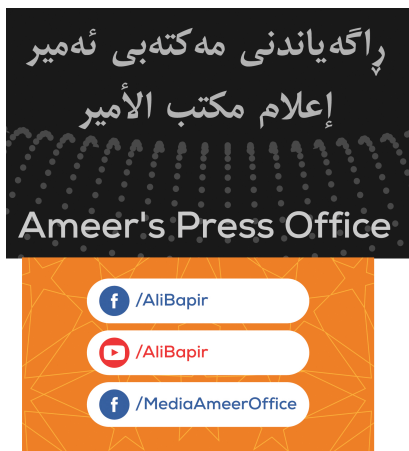 ڕاگەیاندنی مەکتەبی ئەمیر
إعلام مكتب الأمير
Ameer's Press Office
/AliBapir
/AliBapir
/MediaAmeerOffice